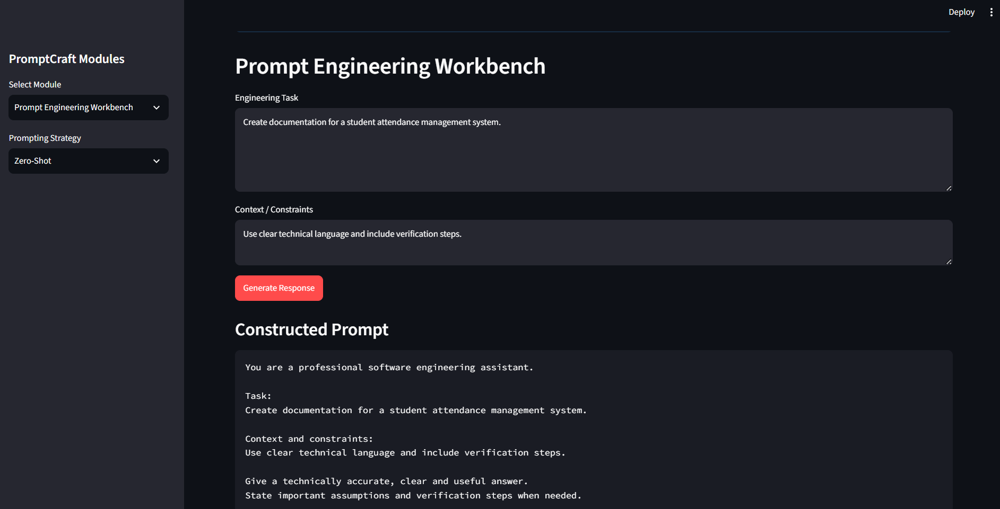 Deploy
PromptCraft Modules
Select Module
Prompt Engineering Workbench
Prompting Strategy
Zero-Shot
Prompt Engineering Workbench
Engineering Task
Create documentation for a student attendance management system.
Context / Constraints
Use clear technical language and include verification steps.
Generate Response
Constructed Prompt
You are a professional software engineering assistant.
Task:
Create documentation for a student attendance management system.
Context and constraints:
Use clear technical language and include verification steps.
Give a technically accurate, clear and useful answer.
State important assumptions and verification steps when needed.